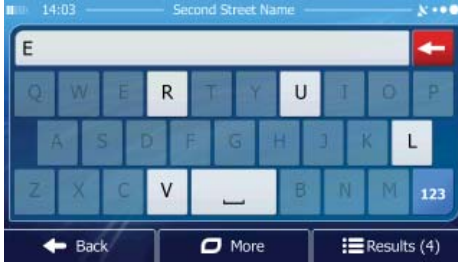 14:03 Second Street Name
E
Q W E R T Y U I O P
A S D F G H J K L
Z X C V B N M 123
Back More Results (4)